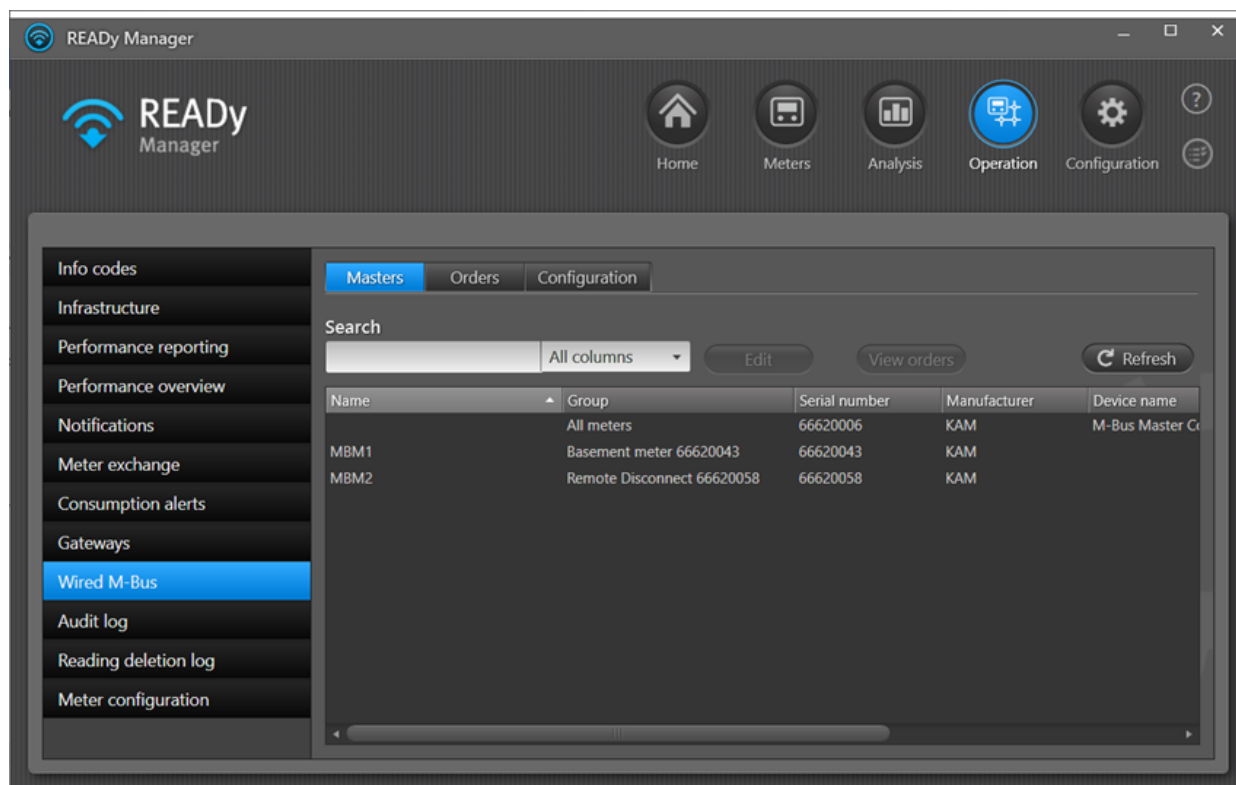 READy Manager
READy
Manager
Home Meters Analysis Operation Configuration
?
Info codes
Infrastructure
Performance reporting
Performance overview
Notifications
Meter exchange
Consumption alerts
Gateways
Wired M-Bus
Audit log
Reading deletion log
Meter configuration
Masters Orders Configuration
Search
All columns Edit View orders Refresh
Name Group Serial number Manufacturer Device name
All meters 66620006 KAM M-Bus Master Co
MBM1 Basement meter 66620043 66620043 KAM
MBM2 Remote Disconnect 66620058 66620058 KAM